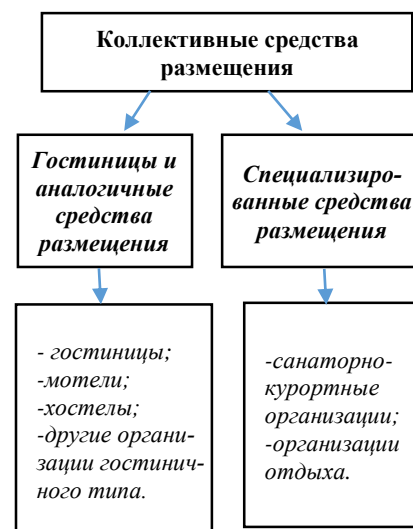 Коллективные средства
размещения
Гостиницы и
аналогичные
средства
размещения
Специализиро-
ванные средства
размещения
- гостиницы;
-мотели;
-хостелы;
-другие органи-
зации гостинич-
ного типа.
-санаторно-
курортные
организации;
-организации
отдыха.